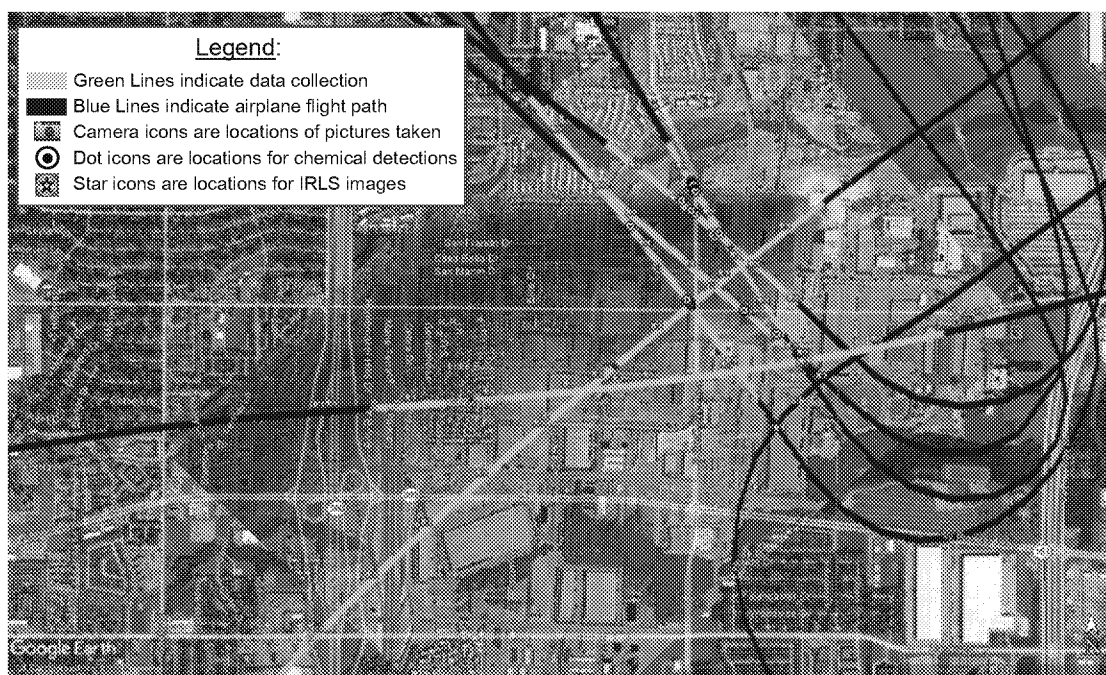 Legend:
Green Lines indicate data collection
Blue Lines indicate airplane flight path
Camera icons are locations of pictures taken
Dot icons are locations for chemical detections
Star icons are locations for IRLS images
Google Earth
N